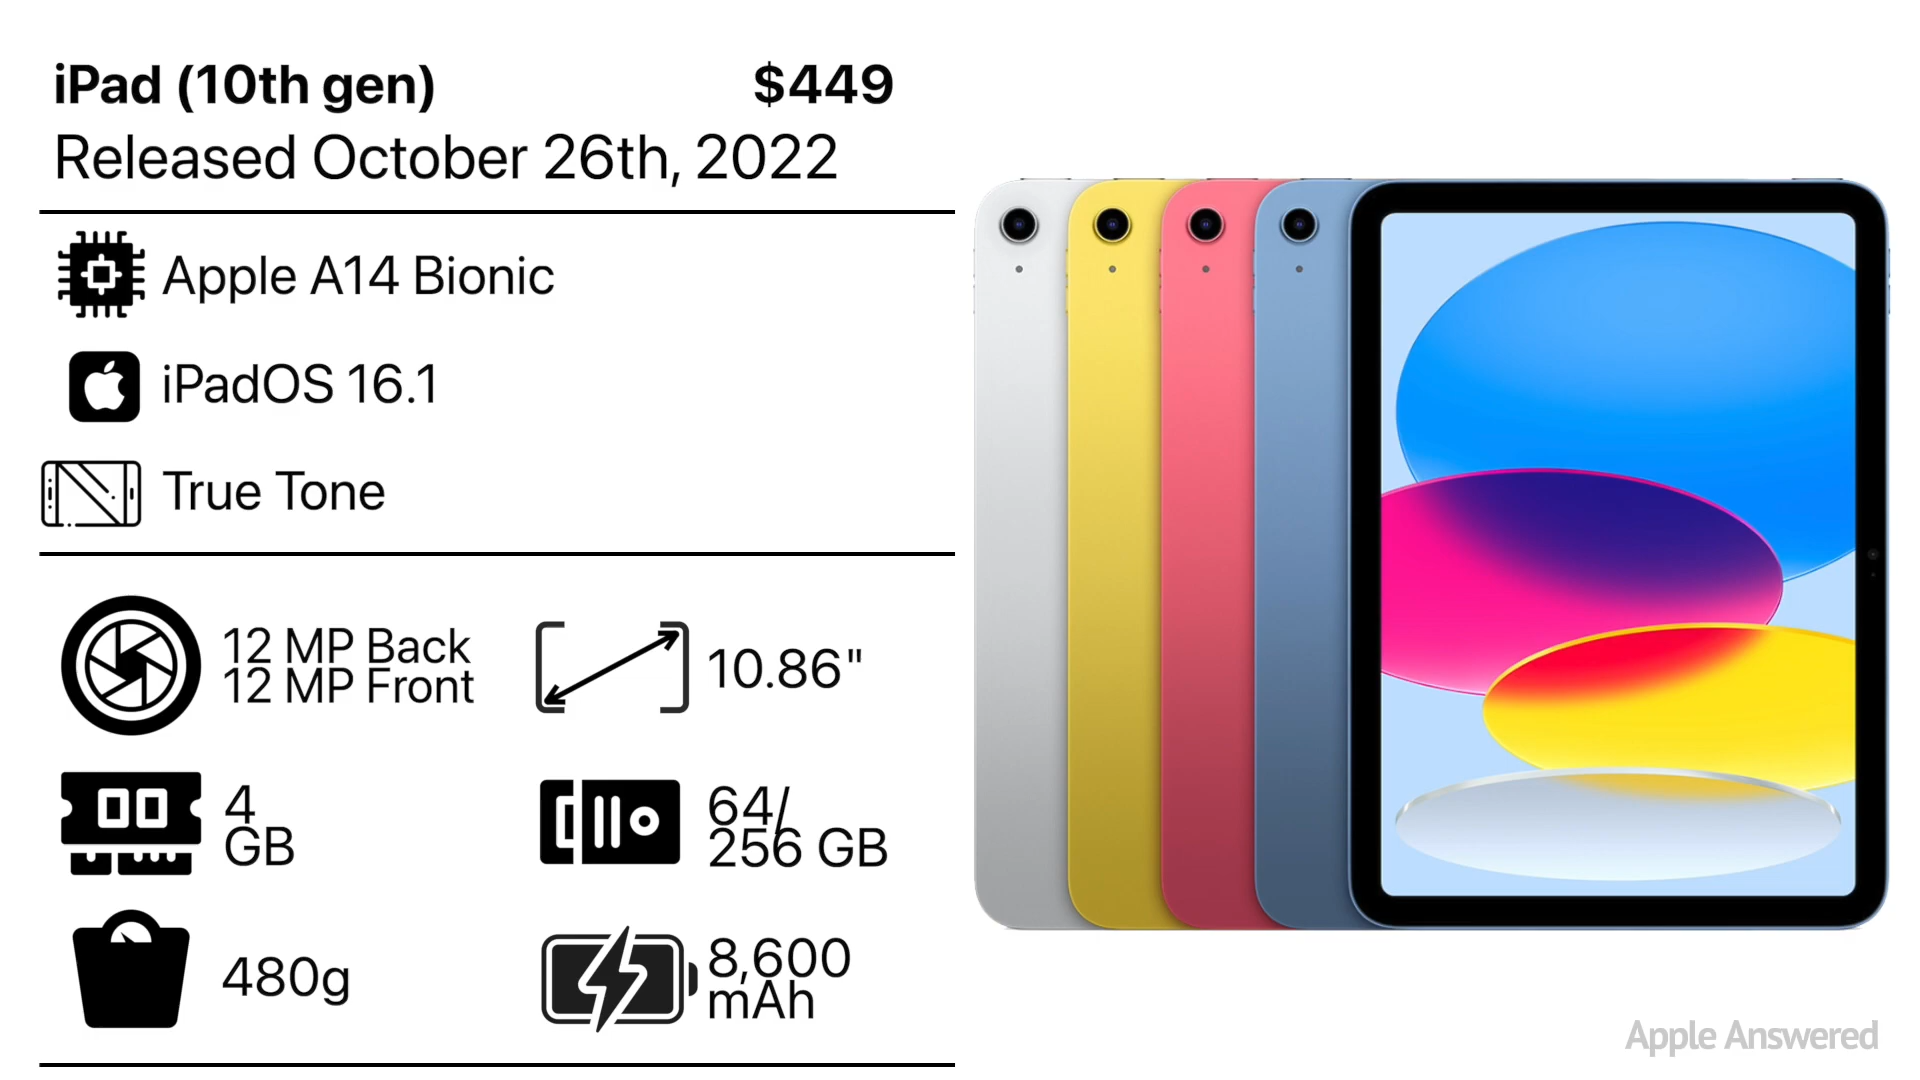 iPad (10th gen) $449
Released October 26th, 2022
Apple A14 Bionic
iPadOS 16.1
True Tone
12 MP Back
12 MP Front
10.86"
4
GB
64/
256 GB
480g
8,600
mAh
Apple Answered